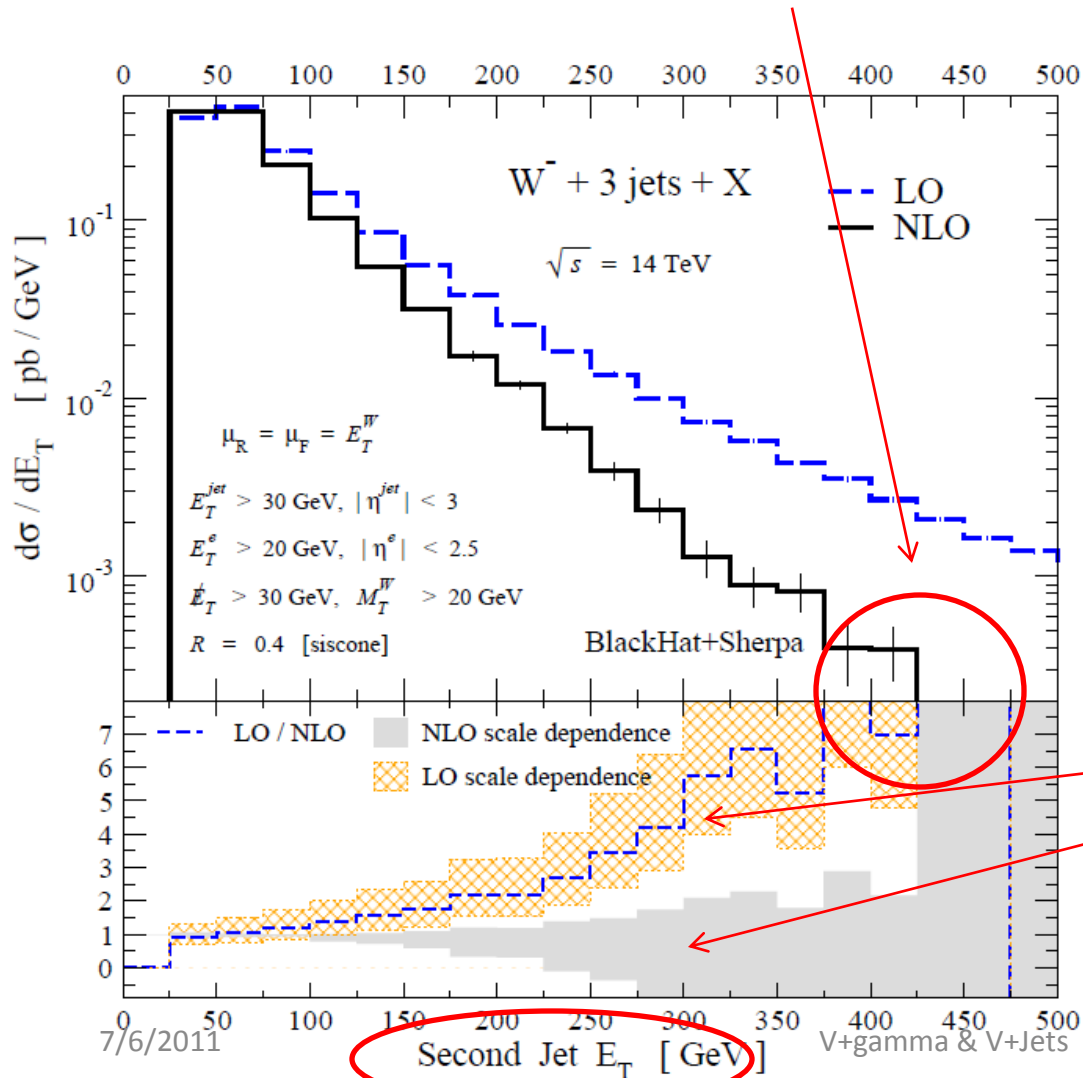 0 50 100 150 200 250 300 350 400 450 500
W⁻ + 3 jets + X
LO
NLO
√s = 14 TeV
10⁻¹
10⁻²
10⁻³
dσ / dE_T [ pb / GeV ]
μ_R = μ_F = E_T^W
E_T^jet > 30 GeV, | η^jet | < 3
E_T^e > 20 GeV, | η^e | < 2.5
E̸_T > 30 GeV, M_T^W > 20 GeV
R = 0.4 [siscone]
BlackHat+Sherpa
LO / NLO
NLO scale dependence
LO scale dependence
7
6
5
4
3
2
1
0
0 50 100 150 200 250 300 350 400 450 500
7/6/2011
Second Jet E_T [ GeV ]
V+gamma & V+Jets